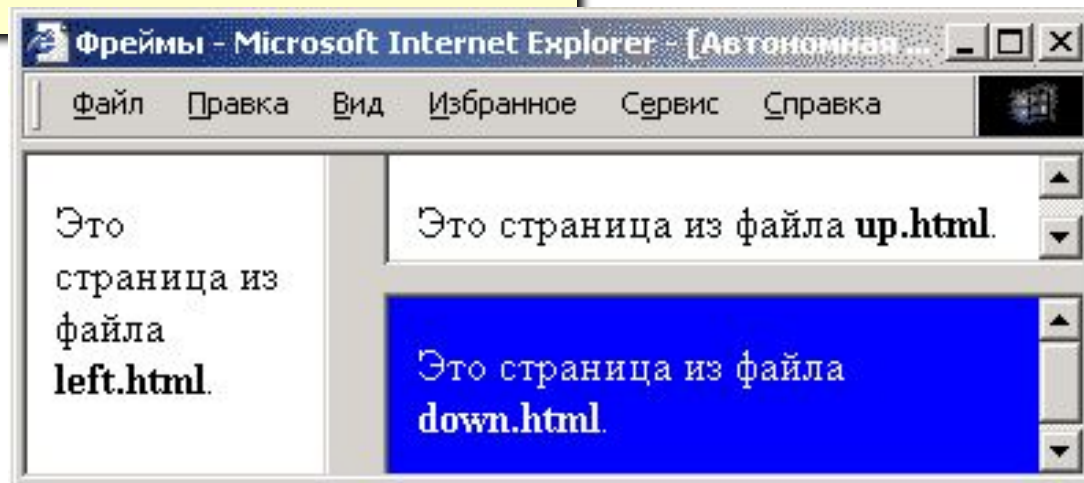 Фреймы - Microsoft Internet Explorer - [Автономная ...
Файл Правка Вид Избранное Сервис Справка
Это
страница из
файла
left.html.
Это страница из файла up.html.
Это страница из файла
down.html.